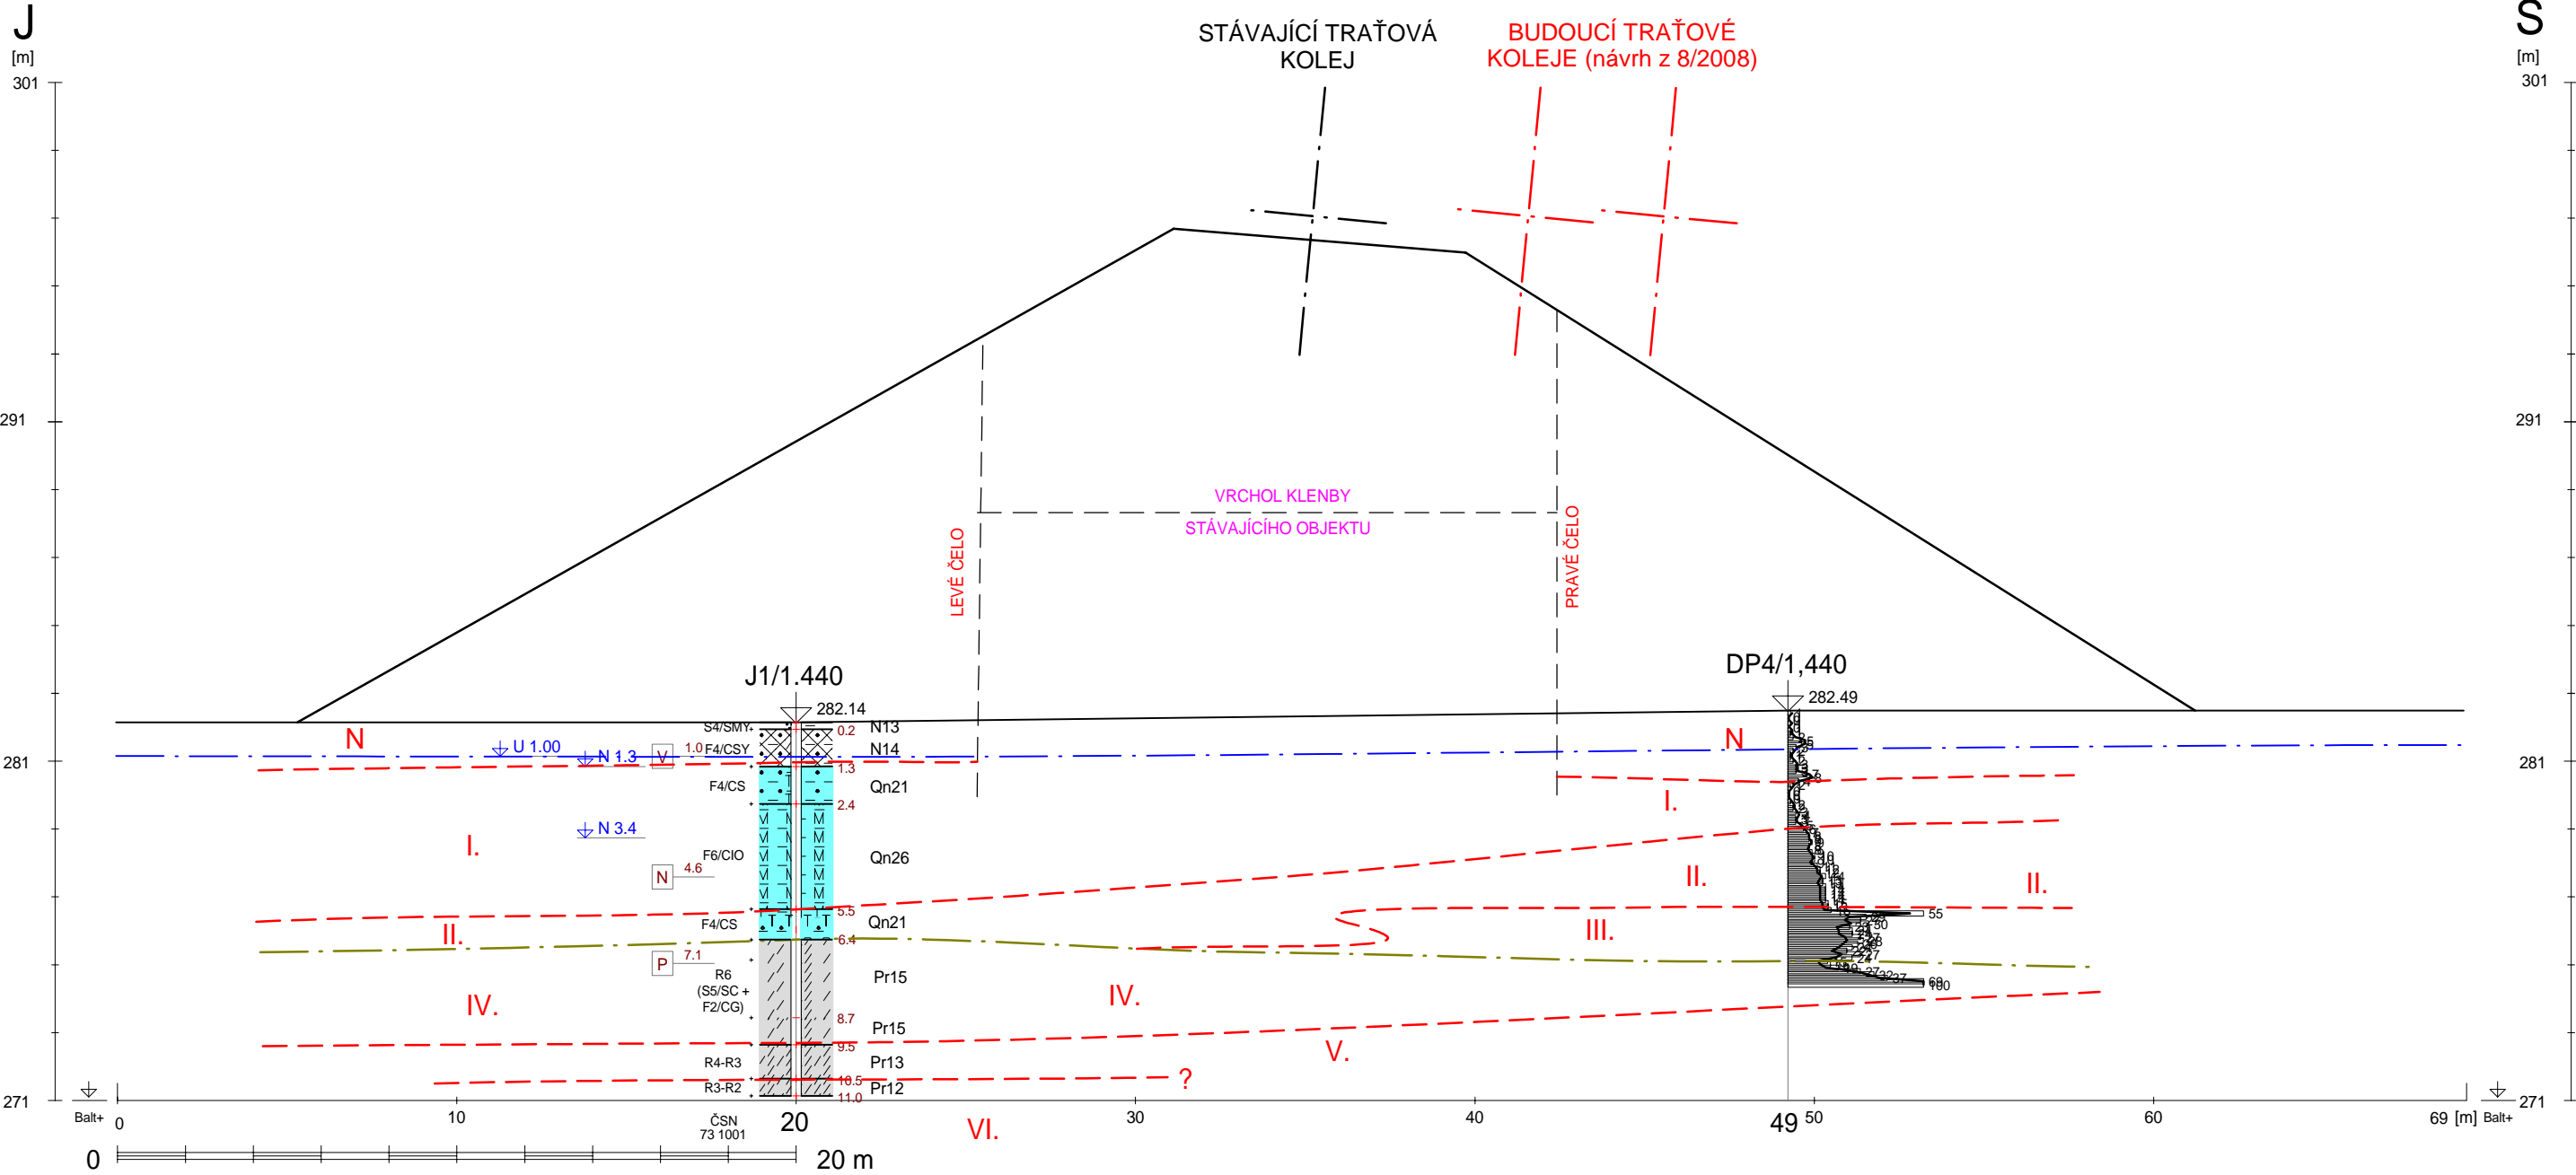 J
S
[m]
[m]
STÁVAJÍCÍ TRAŤOVÁ
KOLEJ
BUDOUCÍ TRAŤOVÉ
KOLEJE (návrh z 8/2008)
301
301
291
291
VRCHOL KLENBY
STÁVAJÍCÍHO OBJEKTU
LEVÉ ČELO
PRAVÉ ČELO
J1/1.440
282.14
DP4/1,440
282.49
S4/SMY
0.2
N13
N
U 1.00
V
1.0
F4/CSY
N14
N
N 1.3
281
281
1.3
F4/CS
Qn21
2.4
I.
N 3.4
I.
F6/CIO
Qn26
N
4.6
II.
II.
5.5
F4/CS
Qn21
II.
6.4
III.
55
P
7.1
R6
(S5/SC +
F2/CG)
Pr15
IV.
IV.
100
8.7
Pr15
9.5
V.
R4-R3
Pr13
10.5
?
R3-R2
Pr12
11.0
271
271
Balt+
Balt+
0
10
20
30
40
49
50
60
69 [m]
ČSN
73 1001
VI.
0
20 m